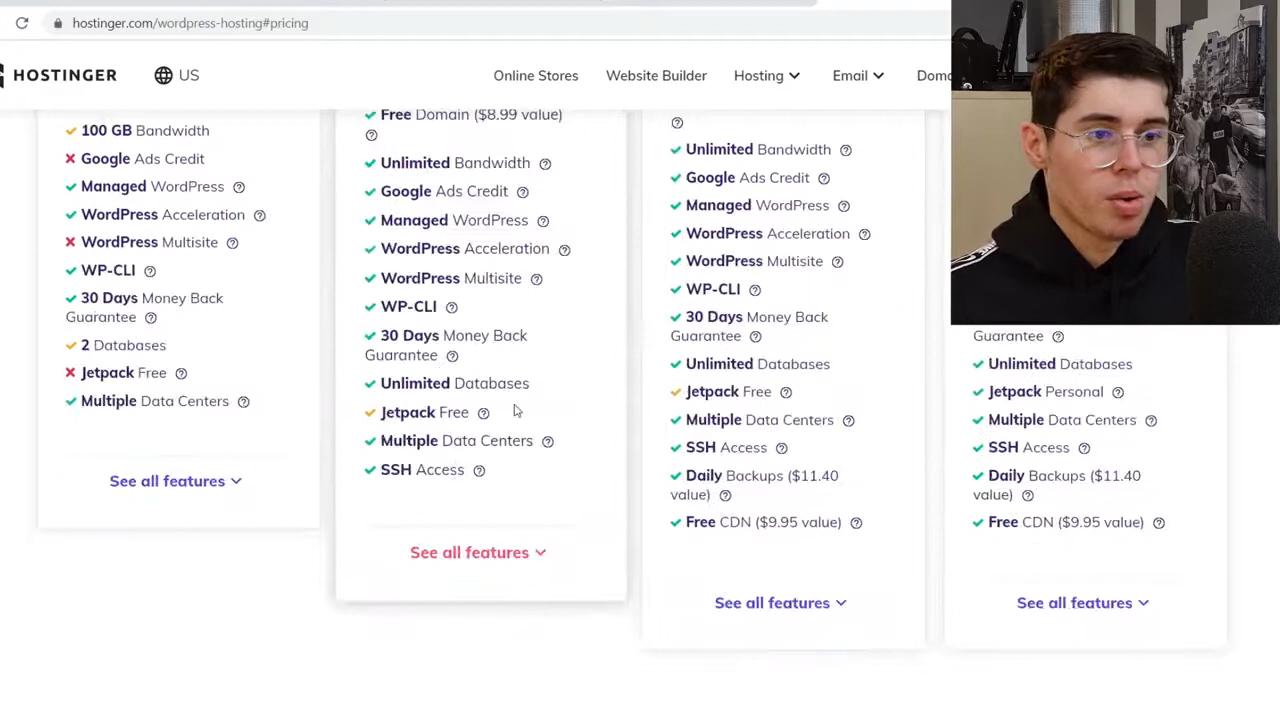 hostinger.com/wordpress-hosting#pricing
HOSTINGER
US
Online Stores
Website Builder
Hosting
Email
100 GB Bandwidth
Google Ads Credit
Managed WordPress
WordPress Acceleration
WordPress Multisite
WP-CLI
30 Days Money Back
Guarantee
2 Databases
Jetpack Free
Multiple Data Centers
See all features
Free Domain ($8.99 value)
Unlimited Bandwidth
Google Ads Credit
Managed WordPress
WordPress Acceleration
WordPress Multisite
WP-CLI
30 Days Money Back
Guarantee
Unlimited Databases
Jetpack Free
Multiple Data Centers
SSH Access
See all features
Unlimited Bandwidth
Google Ads Credit
Managed WordPress
WordPress Acceleration
WordPress Multisite
WP-CLI
30 Days Money Back
Guarantee
Unlimited Databases
Jetpack Free
Multiple Data Centers
SSH Access
Daily Backups ($11.40
value)
Free CDN ($9.95 value)
See all features
Guarantee
Unlimited Databases
Jetpack Personal
Multiple Data Centers
SSH Access
Daily Backups ($11.40
value)
Free CDN ($9.95 value)
See all features